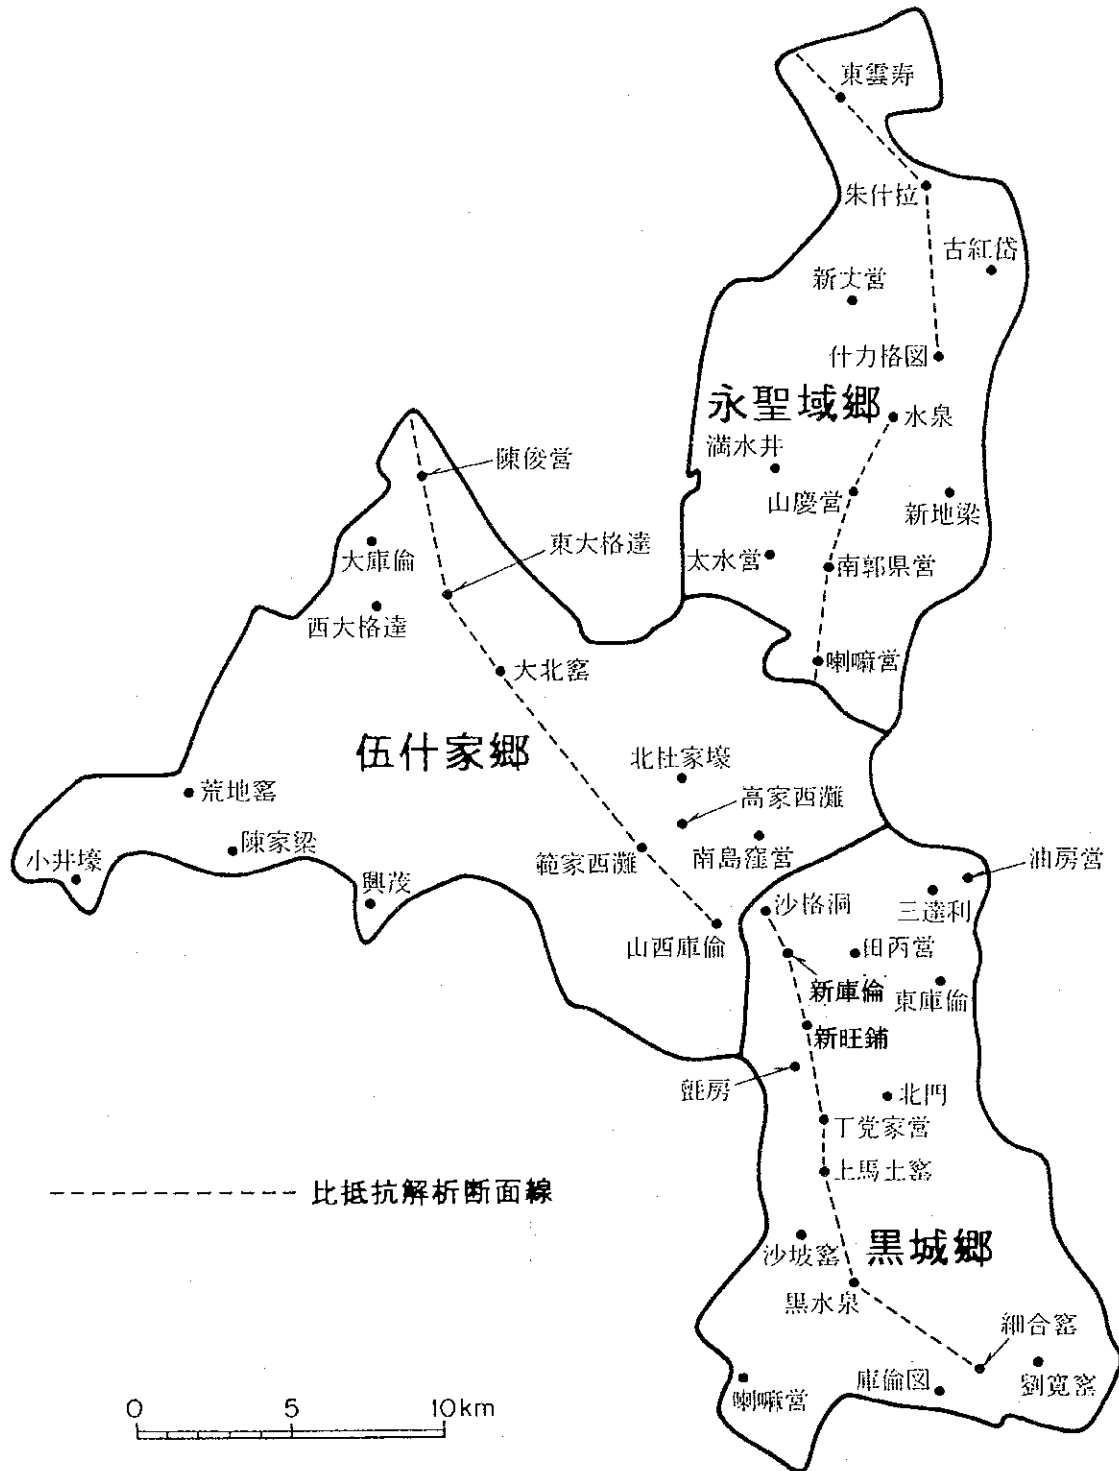 東雲寿
朱什拉
古紅岱
新丈営
什力格図
永聖域郷
水泉
満水井
山慶営
新地梁
太水営
南郭県営
喇嘛営
陳俊営
大庫倫
東大格達
西大格達
大北窰
伍什家郷
北杜家壕
荒地窰
高家西灘
小井壕
陳家梁
範家西灘
南島窪営
興茂
山西庫倫
油房営
三達利
沙格洞
田丙営
新庫倫
東庫倫
新旺鋪
氈房
北門
丁党家営
上馬土窰
比抵抗解析断面線
黒城郷
沙坡窰
黒水泉
細合窰
劉寛窰
庫倫図
喇嘛営
0 5 10km